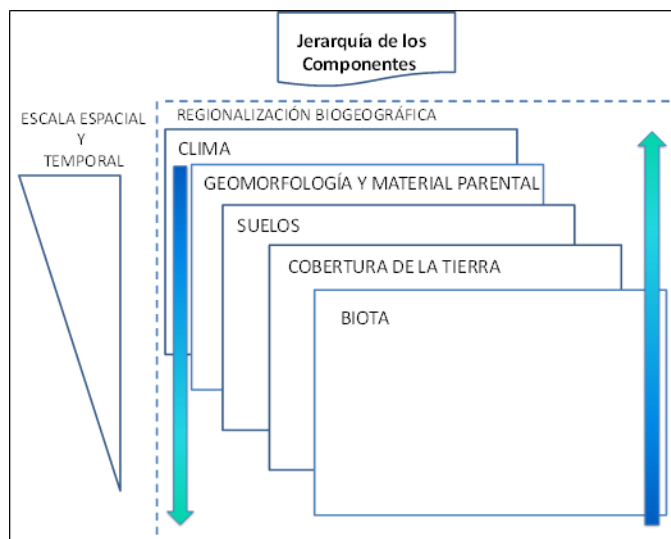 Jerarquía de los
Componentes
ESCALA ESPACIAL
Y
TEMPORAL
REGIONALIZACIÓN BIOGEOGRÁFICA
CLIMA
GEOMORFOLOGÍA Y MATERIAL PARENTAL
SUELOS
COBERTURA DE LA TIERRA
BIOTA